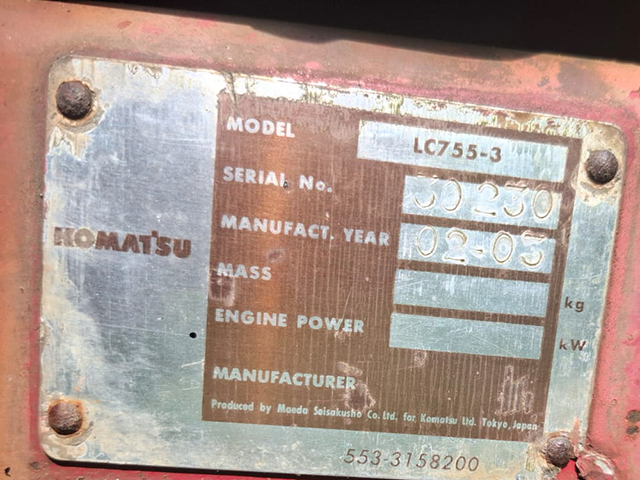 MODEL LC755-3
SERIAL No. 30230
MANUFACT. YEAR 02-03
KOMATSU
MASS kg
ENGINE POWER kW
MANUFACTURER
Produced by Maeda Seisakusho Co. Ltd. for Komatsu Ltd. Tokyo, Japan
553-3158200